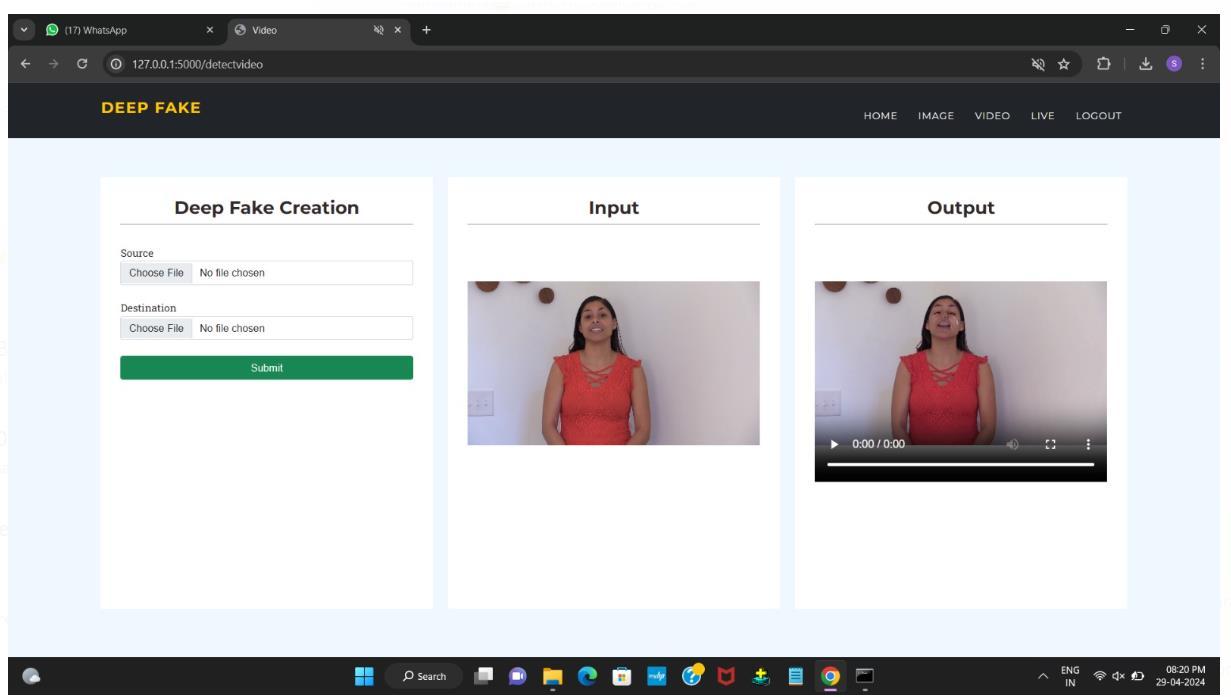 (17) WhatsApp
Video
127.0.0.1:5000/detectvideo
DEEP FAKE
HOME IMAGE VIDEO LIVE LOGOUT
Deep Fake Creation
Source
Choose File No file chosen
Destination
Choose File No file chosen
Submit
Input
Output
0:00 / 0:00
Search
ENG
IN
08:20 PM
29-04-2024
S